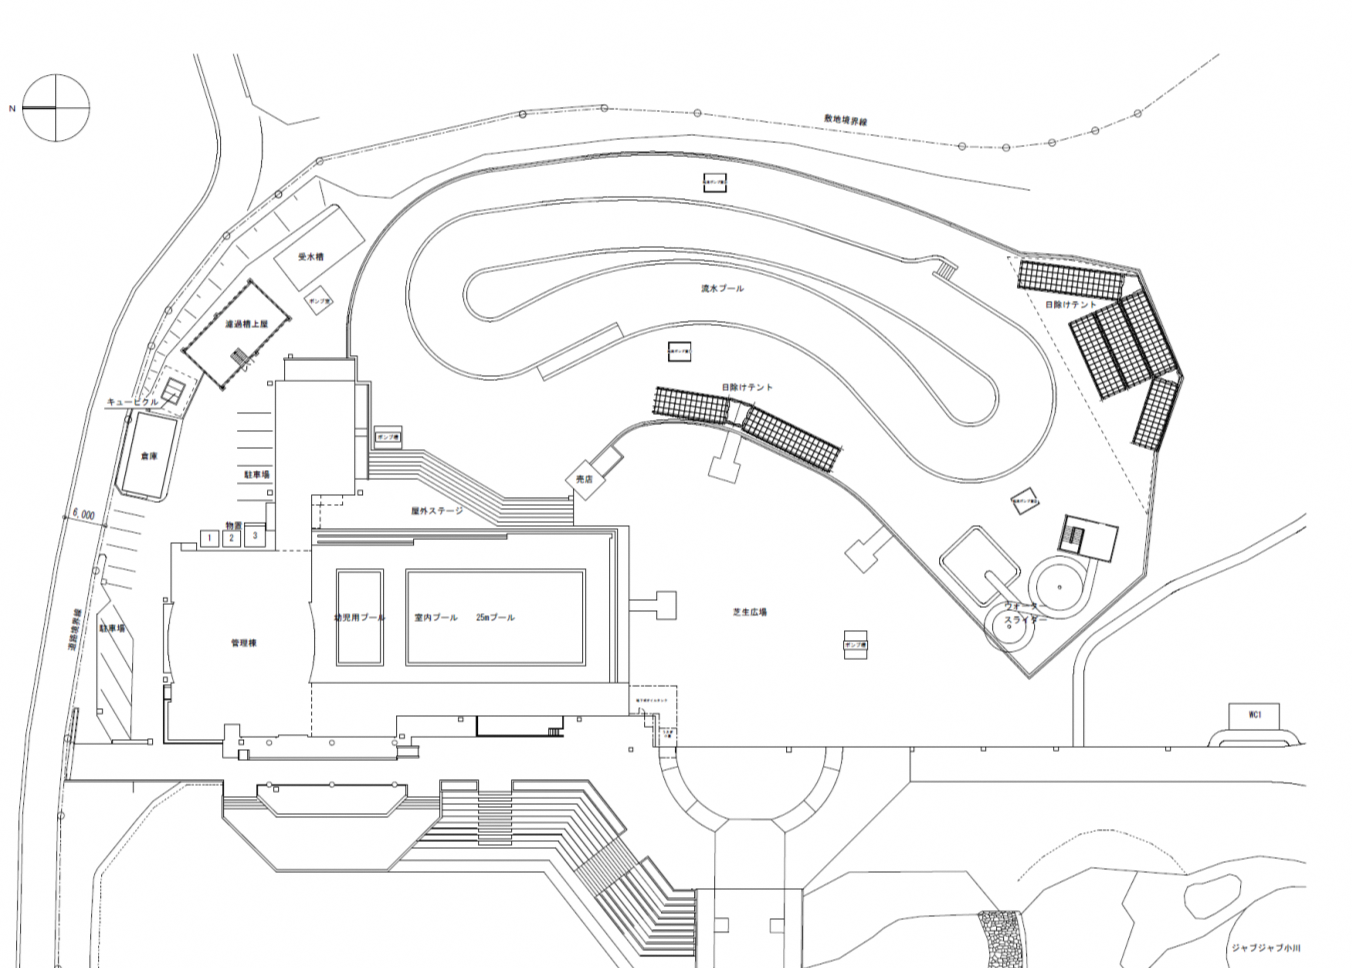 N
敷地境界線
受水槽
ポンプ室
濾過槽上屋
流水プール
日除けテント
日除けテント
キュービクル
ポンプ槽
倉庫
駐車場
売店
屋外ステージ
6,000
物置
1
2
3
ウォーター
スライダー
幼児用プール
室内プール
25mプール
芝生広場
駐車場
道路境界線
管理棟
ポンプ槽
WC1
ジャブジャブ小川